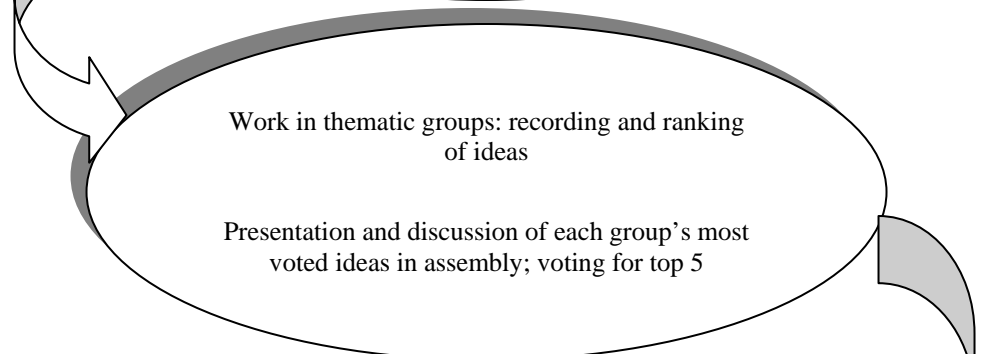 Work in thematic groups: recording and ranking
of ideas
Presentation and discussion of each group’s most
voted ideas in assembly; voting for top 5